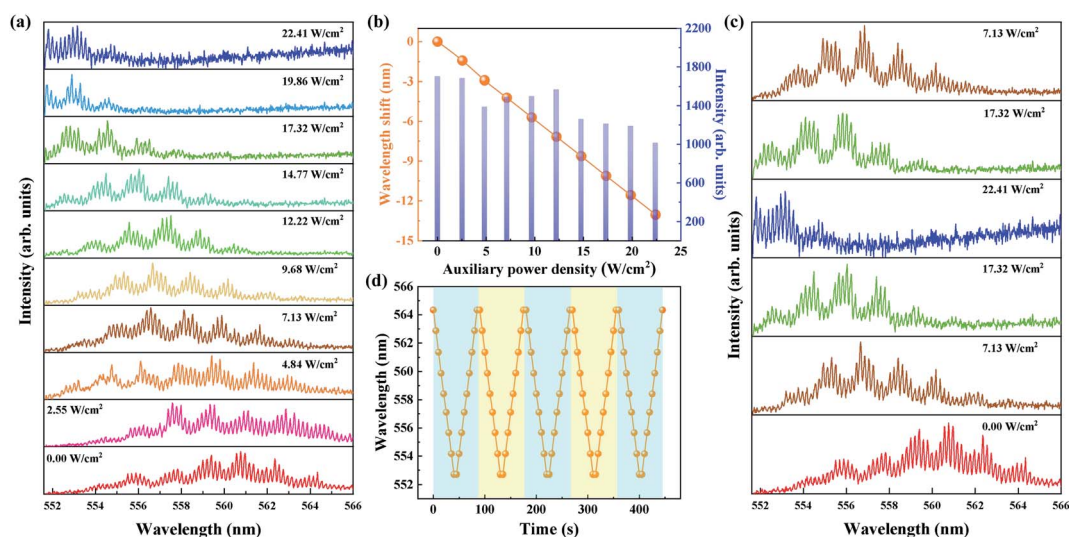 (a)
22.41 W/cm²
19.86 W/cm²
17.32 W/cm²
14.77 W/cm²
12.22 W/cm²
9.68 W/cm²
7.13 W/cm²
4.84 W/cm²
2.55 W/cm²
0.00 W/cm²
Intensity (arb. units)
552 554 556 558 560 562 564 566
Wavelength (nm)
(b)
0
-3
-6
-9
-12
-15
Wavelength shift (nm)
2200
1800
1400
1000
600
200
Intensity (arb. units)
0 5 10 15 20 25
Auxiliary power density (W/cm²)
(d)
566
564
562
560
558
556
554
552
Wavelength (nm)
0 100 200 300 400
Time (s)
(c)
7.13 W/cm²
17.32 W/cm²
22.41 W/cm²
17.32 W/cm²
7.13 W/cm²
0.00 W/cm²
Intensity (arb. units)
552 554 556 558 560 562 564 566
Wavelength (nm)